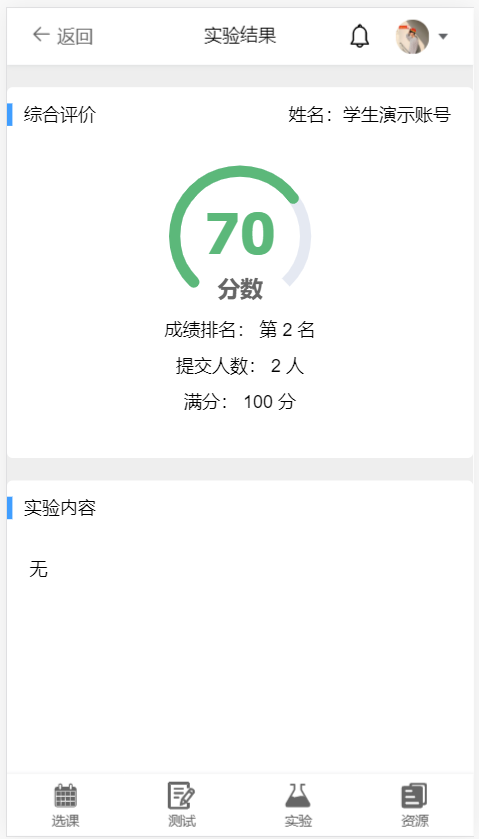 返回 实验结果
综合评价 姓名：学生演示账号
70
分数
成绩排名： 第 2 名
提交人数： 2 人
满分： 100 分
实验内容
无
选课 测试 实验 资源